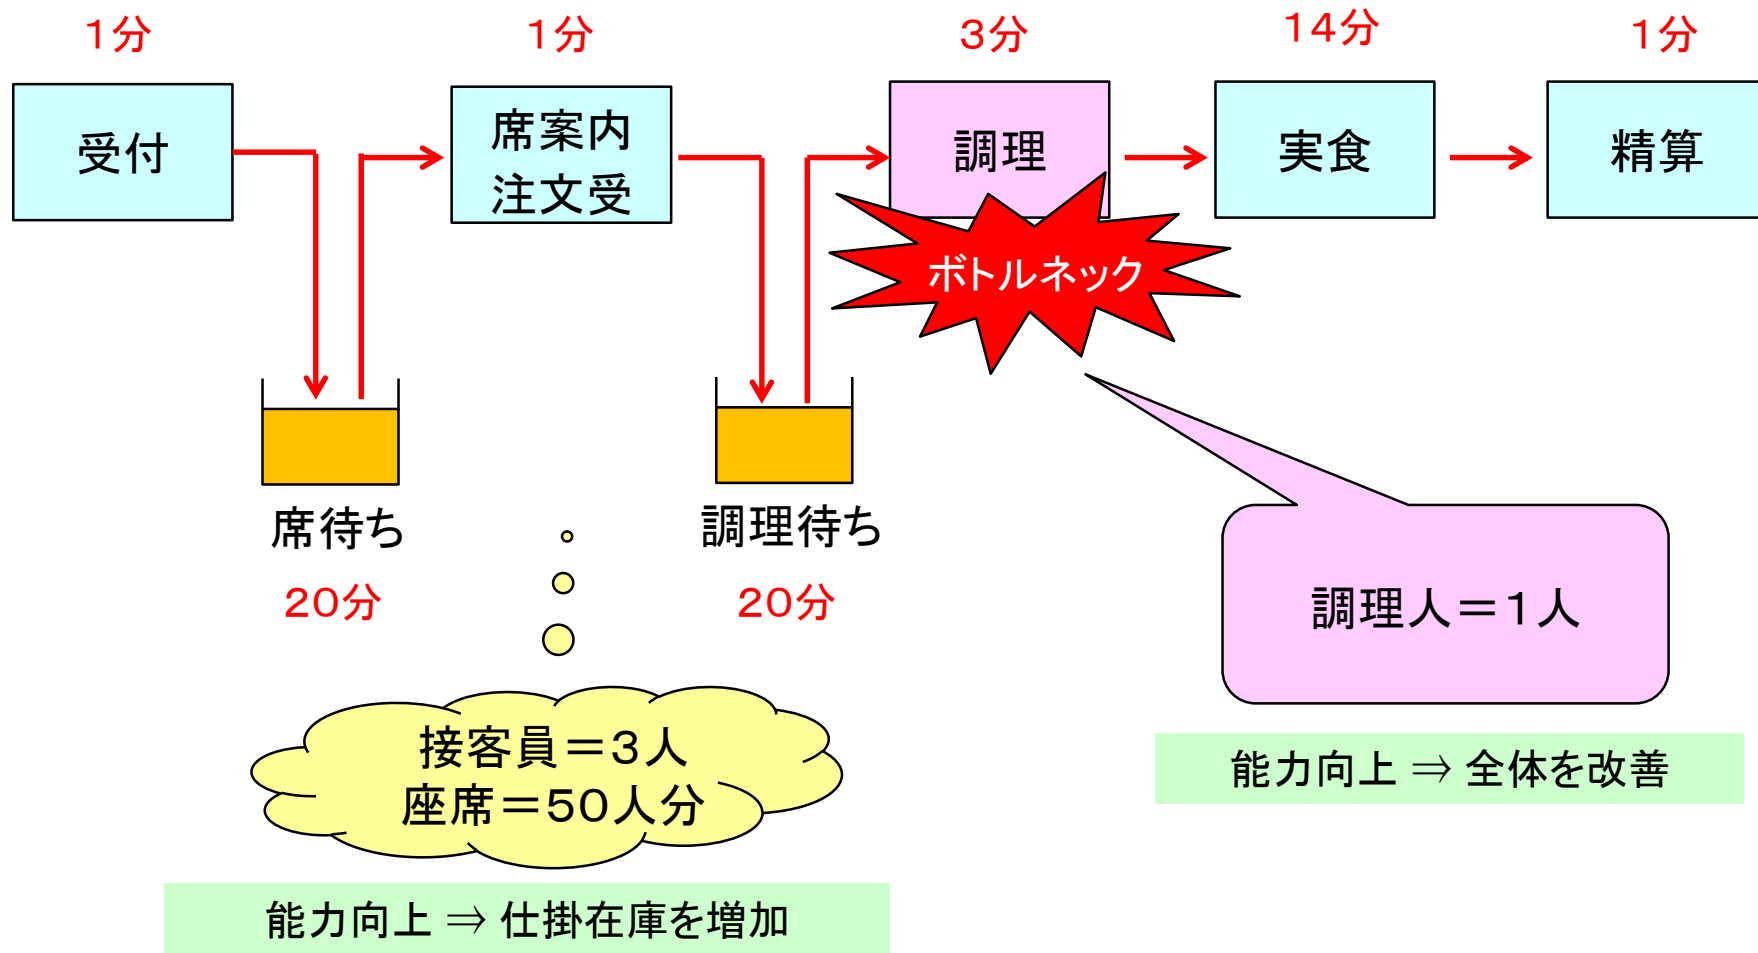 1分
1分
3分
14分
1分
受付
席案内
注文受
調理
実食
精算
ボトルネック
席待ち
調理待ち
20分
20分
調理人＝1人
接客員＝3人
座席＝50人分
能力向上 ⇒ 全体を改善
能力向上 ⇒ 仕掛在庫を増加